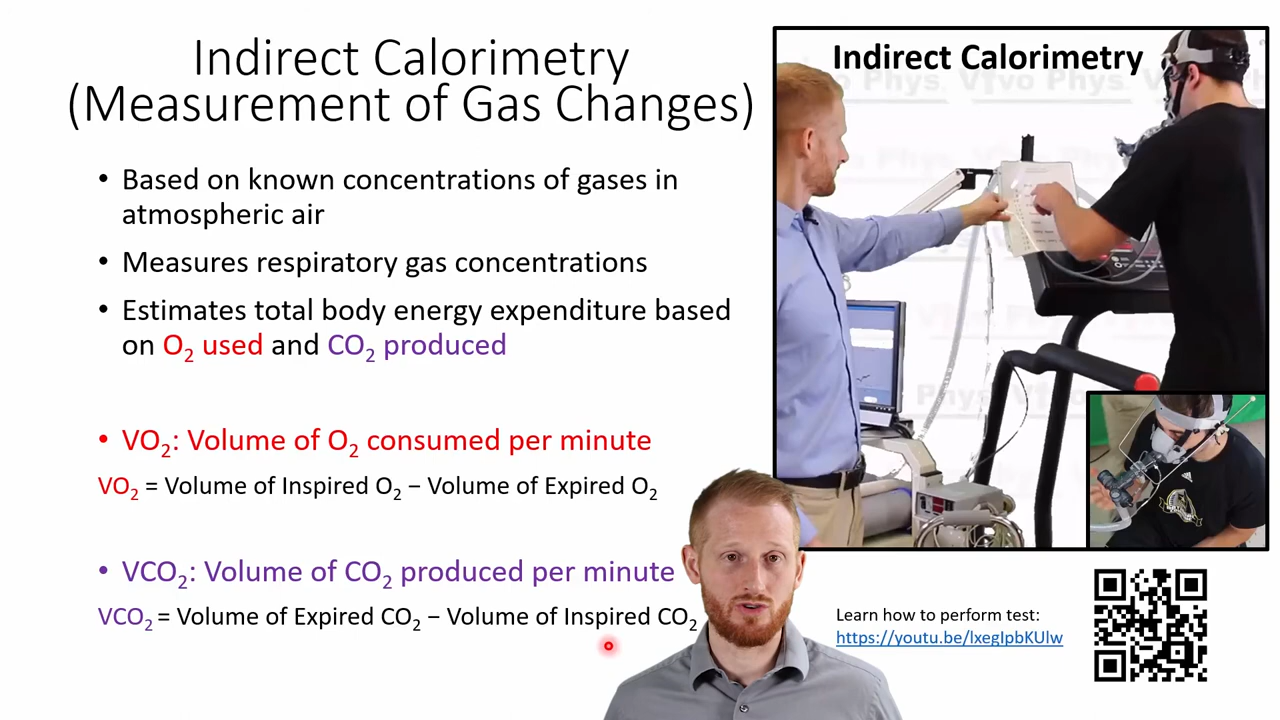 Indirect Calorimetry
(Measurement of Gas Changes)
• Based on known concentrations of gases in
atmospheric air
• Measures respiratory gas concentrations
• Estimates total body energy expenditure based
on O₂ used and CO₂ produced
• VO₂: Volume of O₂ consumed per minute
VO₂ = Volume of Inspired O₂ – Volume of Expired O₂
• VCO₂: Volume of CO₂ produced per minute
VCO₂ = Volume of Expired CO₂ – Volume of Inspired CO₂
Indirect Calorimetry
Learn how to perform test:
https://youtu.be/lxegIpbKUlw